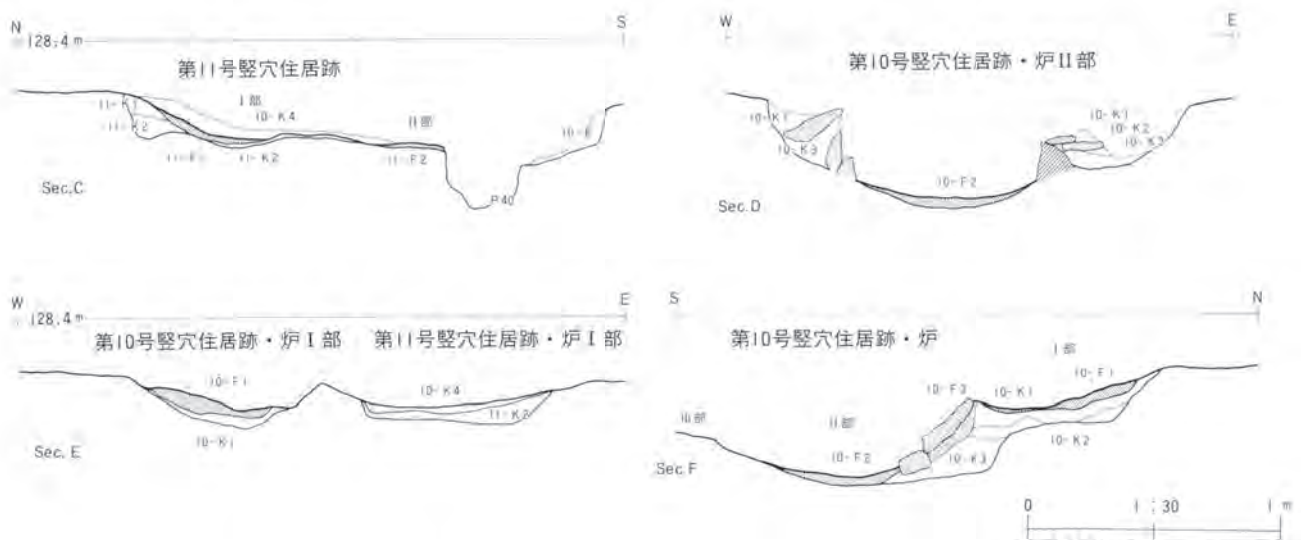 N S
128.4m
第11号竪穴住居跡
I部
11-K1 10-K4 II部
11-K2 10-F
11-F1 11-K2 11-F2
Sec.C P40
W E
第10号竪穴住居跡・炉II部
10-K1 10-K1
10-K2
10-K3 10-K3
10-F2
Sec.D
W E
128.4m
第10号竪穴住居跡・炉I部 第11号竪穴住居跡・炉I部
10-F1 10-K4
11-K2
10-K1
Sec.E
S N
第10号竪穴住居跡・炉
I部
10-F3 10-K1 10-F1
III部 II部
10-K2
10-F2 10-K3
Sec.F
0 1:30 1m